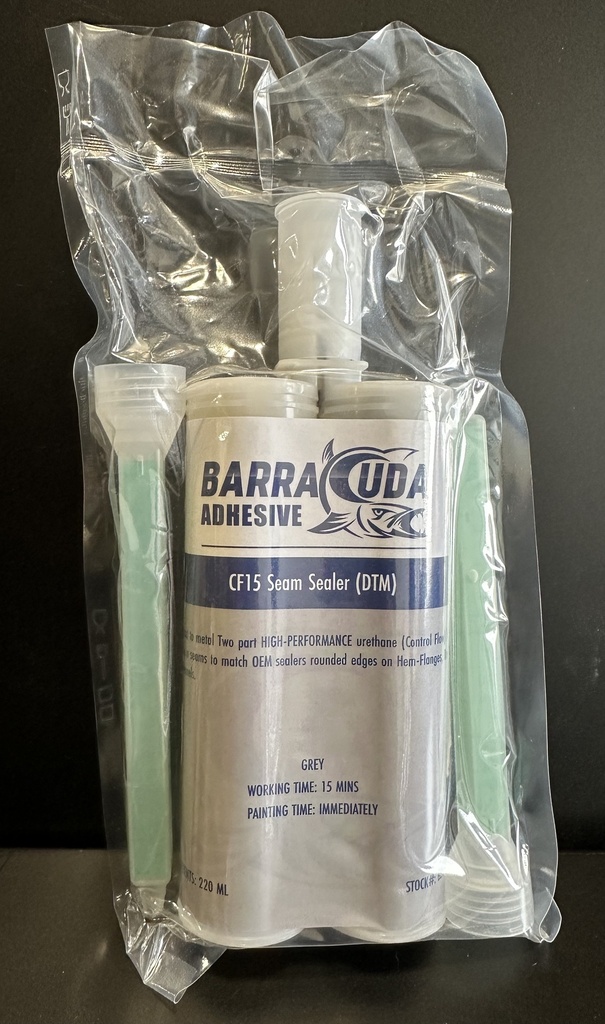 BARRACUDA
ADHESIVE
CF15 Seam Sealer (DTM)
to metal Two part HIGH-PERFORMANCE urethane (Control
seams to match OEM sealers rounded edges on Hem-Flanges,
GREY
WORKING TIME: 15 MINS
PAINTING TIME: IMMEDIATELY
220 ML
STOCK#: